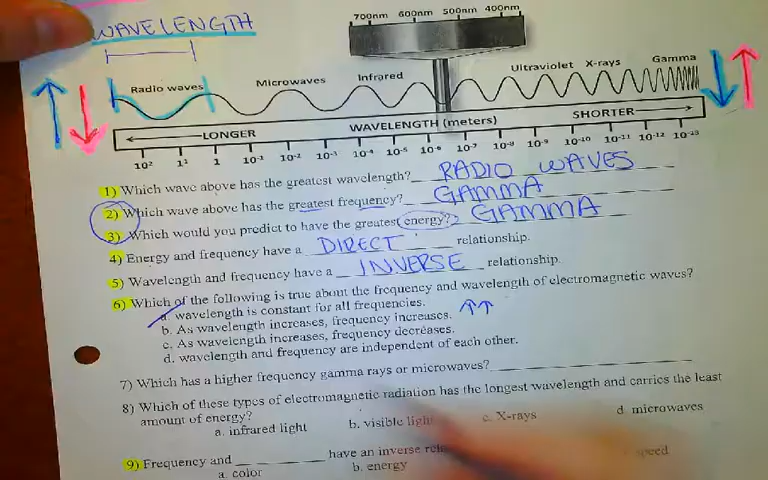 WAVELENGTH
700nm 600nm 500nm 400nm
Radio waves Microwaves Infrared Ultraviolet X-rays Gamma
LONGER WAVELENGTH (meters) SHORTER
10² 1¹ 1 10⁻¹ 10⁻² 10⁻³ 10⁻⁴ 10⁻⁵ 10⁻⁶ 10⁻⁷ 10⁻⁸ 10⁻⁹ 10⁻¹⁰ 10⁻¹¹ 10⁻¹² 10⁻¹³
1) Which wave above has the greatest wavelength? RADIO WAVES
2) Which wave above has the greatest frequency? GAMMA
3) Which would you predict to have the greatest energy? GAMMA
4) Energy and frequency have a DIRECT relationship.
5) Wavelength and frequency have a INVERSE relationship.
6) Which of the following is true about the frequency and wavelength of electromagnetic waves?
a. wavelength is constant for all frequencies.
b. As wavelength increases, frequency increases.
c. As wavelength increases, frequency decreases.
d. wavelength and frequency are independent of each other.
7) Which has a higher frequency gamma rays or microwaves?
8) Which of these types of electromagnetic radiation has the longest wavelength and carries the least
amount of energy?
a. infrared light b. visible light c. X-rays d. microwaves
9) Frequency and ____ have an inverse
a. color b. energy speed